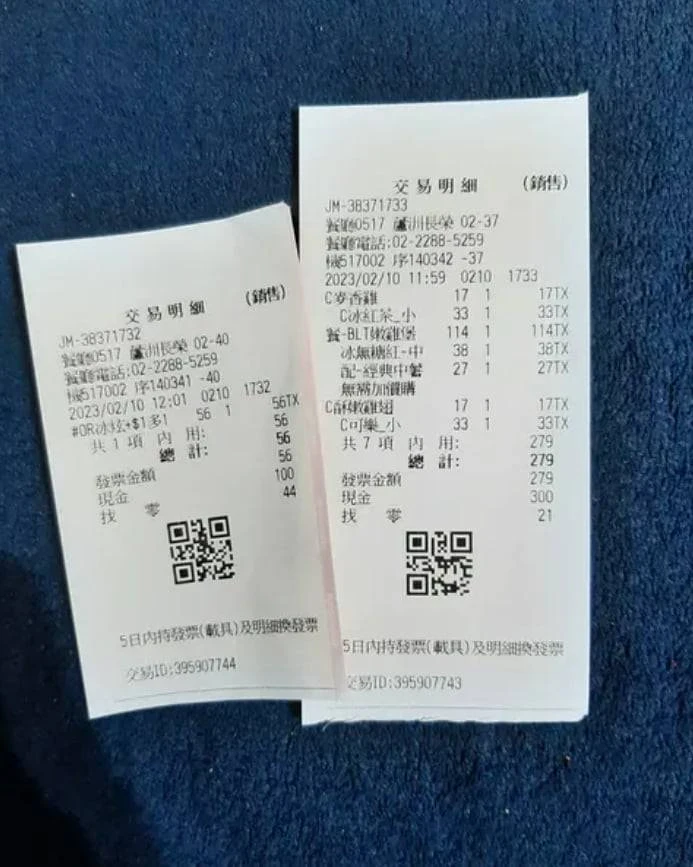 交易明細 (銷售)
JM-38371732
餐廳0517 蘆洲長榮 02-40
餐廳電話:02-2288-5259
機517002 序140341 -40
2023/02/10 12:01 0210 1732
#OR冰炫+$1多1 56 1 56TX
共 1 項 內 用: 56
總 計: 56
發票金額 56
現金 100
找 零 44
5日內持發票(載具)及明細換發票
交易ID:395907744
交易明細 (銷售)
JM-38371733
餐廳0517 蘆洲長榮 02-37
餐廳電話:02-2288-5259
機517002 序140342 -37
2023/02/10 11:59 0210 1733
C麥香雞 17 1 17TX
C冰紅茶_小 33 1 33TX
餐-BLT嫩雞堡 114 1 114TX
冰無糖紅-中 38 1 38TX
配-經典中薯 27 1 27TX
無需加價購
C酥嫩雞翅 17 1 17TX
C可樂_小 33 1 33TX
共 7 項 內 用: 279
總 計: 279
發票金額 279
現金 300
找 零 21
5日內持發票(載具)及明細換發票
交易ID:395907743